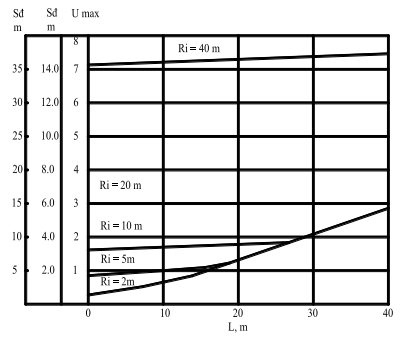 Sđ Sđ U max
m m
8
35 14.0 7
30 12.0 6
25 10.0 5
20 8.0 4
15 6.0 3
10 4.0 2
5 2.0 1
Ri = 40 m
Ri = 20 m
Ri = 10 m
Ri = 5m
Ri = 2m
0 10 20 30 40
L, m